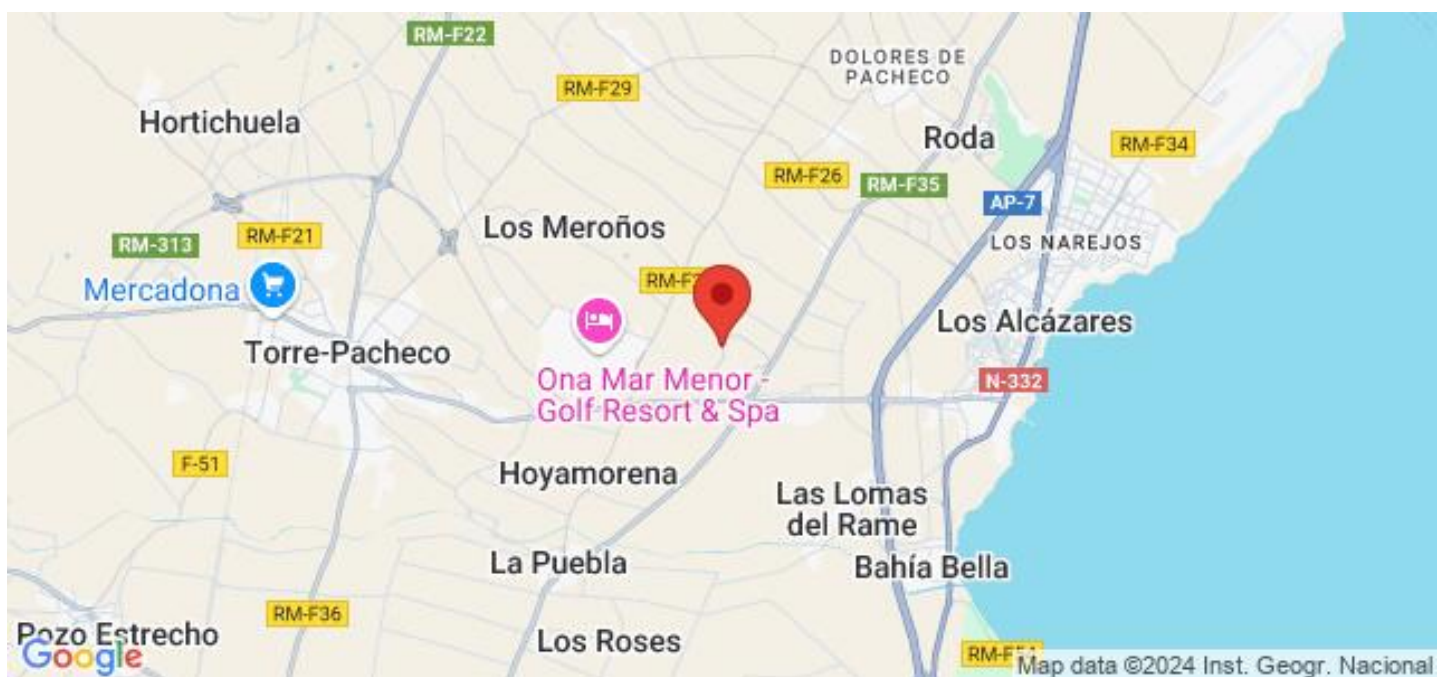 RM-F22
DOLORES DE
PACHECO
RM-F29
Hortichuela
Roda
RM-F34
RM-F26
RM-F35
AP-7
Los Meroños
RM-F21
RM-313
LOS NAREJOS
Mercadona
Los Alcázares
Torre-Pacheco
Ona Mar Menor -
Golf Resort & Spa
N-332
F-51
Hoyamorena
Las Lomas
del Rame
La Puebla
Bahía Bella
RM-F36
Pozo Estrecho
Los Roses
Google
Map data ©2024 Inst. Geogr. Nacional